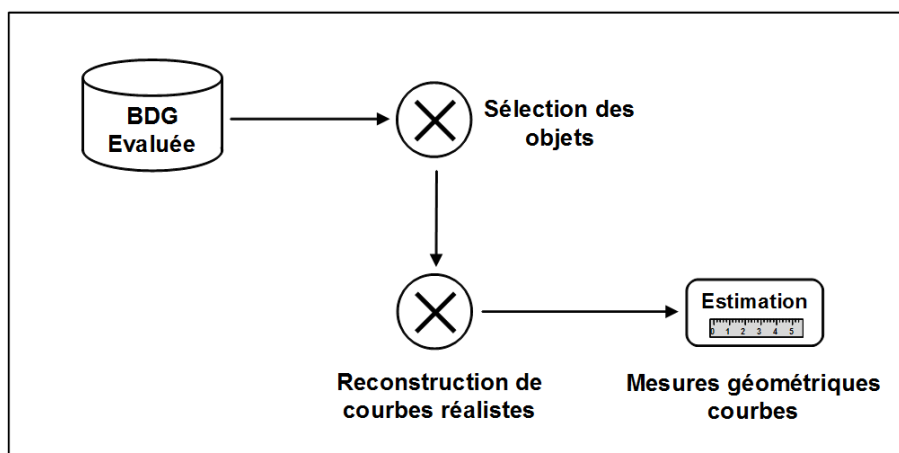 BDG
Evaluée
Sélection des
objets
Estimation
0 1 2 3 4 5
Reconstruction de
courbes réalistes
Mesures géométriques
courbes